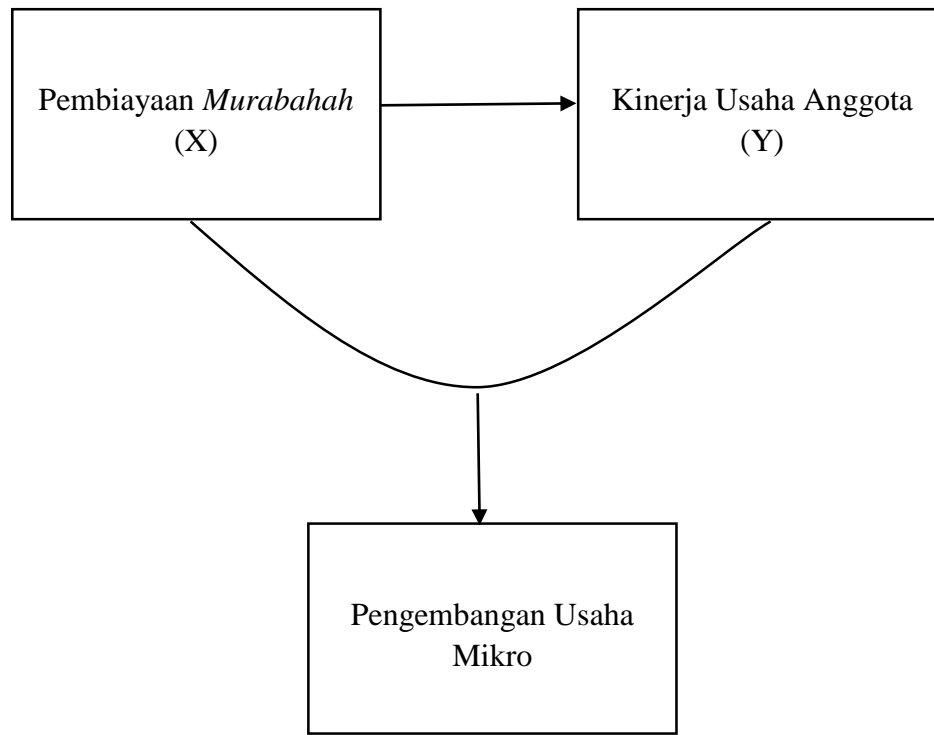 Pembiayaan Murabahah
(X)
Kinerja Usaha Anggota
(Y)
Pengembangan Usaha
Mikro